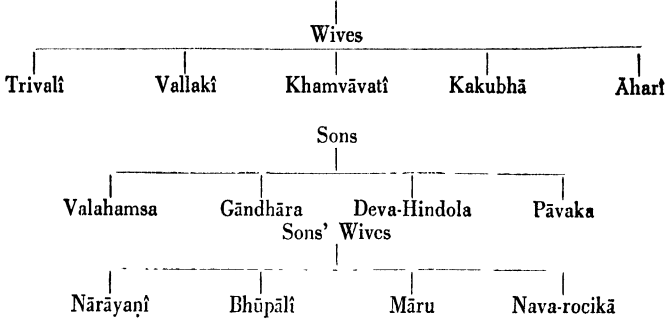 Wives
Trivalî Vallakî Khamvāvatî Kakubhā Āharî
Sons
Valahamsa Gāndhāra Deva-Hindola Pāvaka
Sons' Wives
Nārāyaṇî Bhūpālî Māru Nava-rocikā